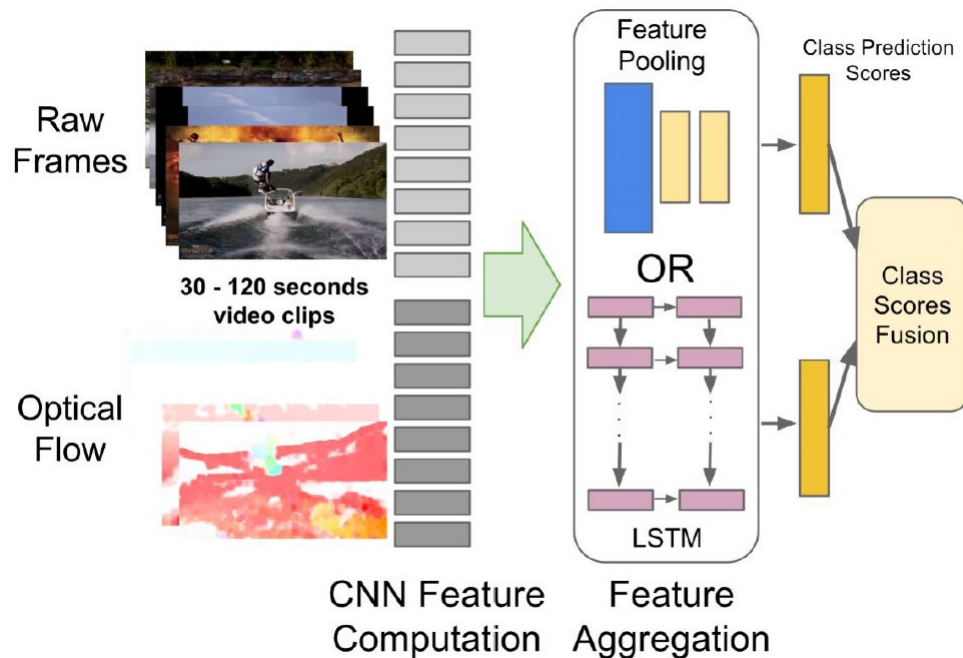 Raw
Frames
30 - 120 seconds
video clips
Optical
Flow
CNN Feature
Computation
Feature
Pooling
OR
LSTM
Feature
Aggregation
Class Prediction
Scores
Class
Scores
Fusion